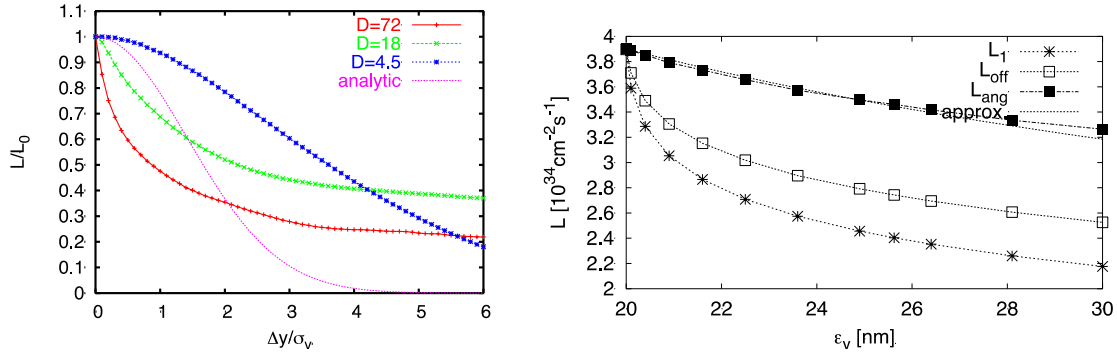 1.1
1
0.9
0.8
0.7
0.6
0.5
0.4
0.3
0.2
0.1
0
L/L0
D=72
D=18
D=4.5
analytic
0 1 2 3 4 5 6
Δy/σy
4
3.8
3.6
3.4
3.2
3
2.8
2.6
2.4
2.2
2
L [10^34cm^-2s^-1]
L1
Loff
Lang
approx.
20 22 24 26 28 30
εy [nm]